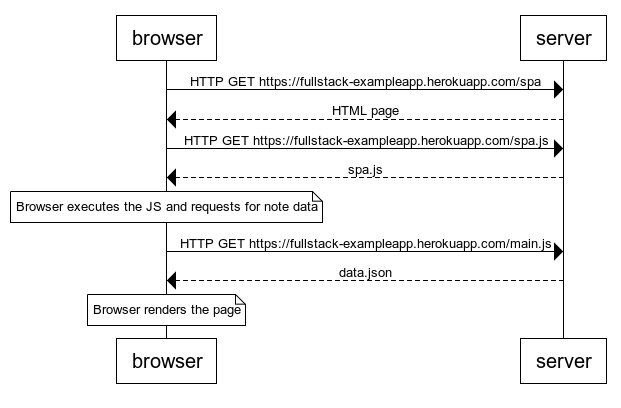 browser
server
HTTP GET https://fullstack-exampleapp.herokuapp.com/spa
HTML page
HTTP GET https://fullstack-exampleapp.herokuapp.com/spa.js
spa.js
Browser executes the JS and requests for note data
HTTP GET https://fullstack-exampleapp.herokuapp.com/main.js
data.json
Browser renders the page
browser
server